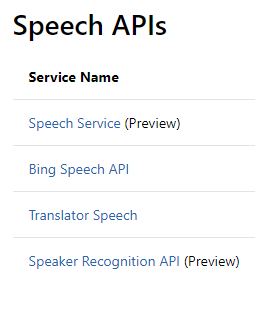 Speech APIs
Service Name
Speech Service (Preview)
Bing Speech API
Translator Speech
Speaker Recognition API (Preview)